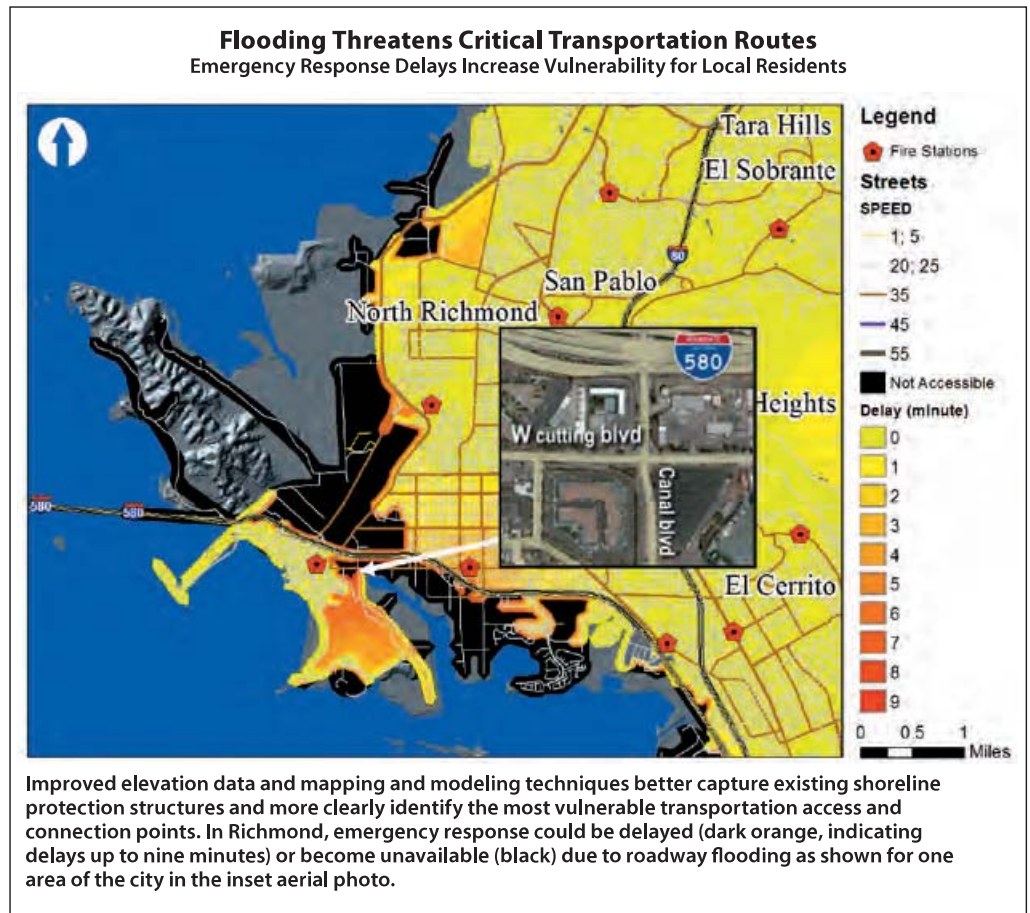 Flooding Threatens Critical Transportation Routes
Emergency Response Delays Increase Vulnerability for Local Residents
Tara Hills
El Sobrante
80
San Pablo
North Richmond
580
Heights
W cutting blvd
Canal blvd
580
580
El Cerrito
Legend
Fire Stations
Streets
SPEED
1; 5
20; 25
35
45
55
Not Accessible
Delay (minute)
0
1
2
3
4
5
6
7
8
9
0 0.5 1
Miles
Improved elevation data and mapping and modeling techniques better capture existing shoreline
protection structures and more clearly identify the most vulnerable transportation access and
connection points. In Richmond, emergency response could be delayed (dark orange, indicating
delays up to nine minutes) or become unavailable (black) due to roadway flooding as shown for one
area of the city in the inset aerial photo.